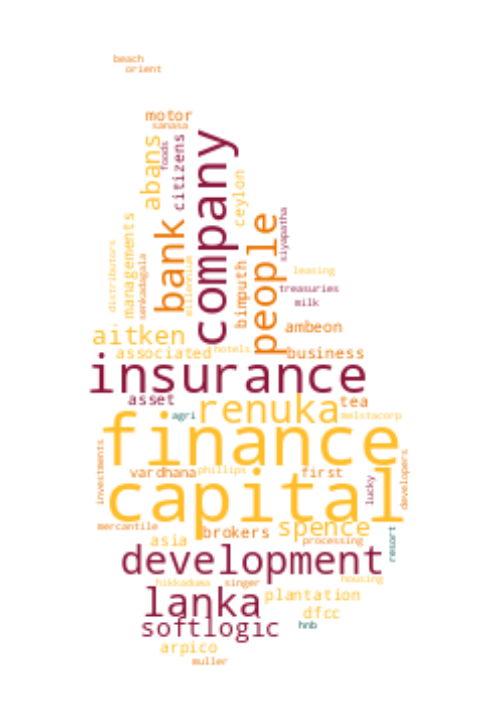 beach
orient
motor
sanasa
abans
foods
citizens
company
ceylon
bank
people
siyapatha
managements
distributors
senkadagala
millennium
bimputh
leasing
treasuries
milk
ambeon
aitken
associated
hotels
business
insurance
asset
agri
renuka
tea
melstacorp
finance
investments
vardhana
phillips
first
developers
lucky
capital
mercantile
brokers
spence
asia
processing
resort
development
hikkaduwa
singer
housing
lanka
plantation
dfcc
softlogic
hnb
arpico
muller